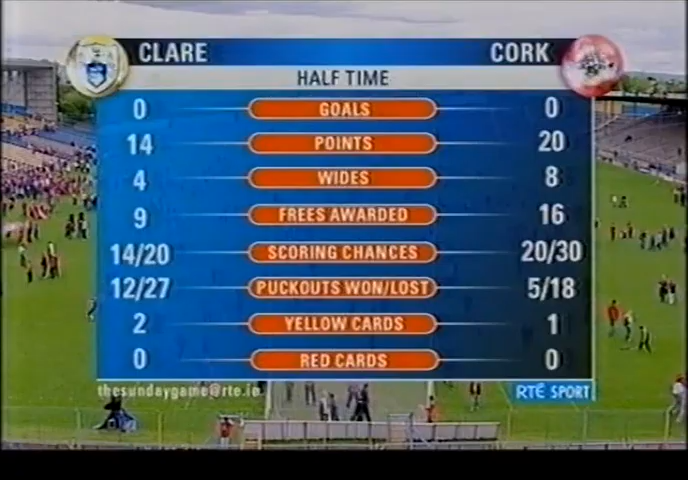 CLARE CORK
HALF TIME
0 GOALS 0
14 POINTS 20
4 WIDES 8
9 FREES AWARDED 16
14/20 SCORING CHANCES 20/30
12/27 PUCKOUTS WON/LOST 5/18
2 YELLOW CARDS 1
0 RED CARDS 0
thesundaygame@rte.ie RTÉ SPORT